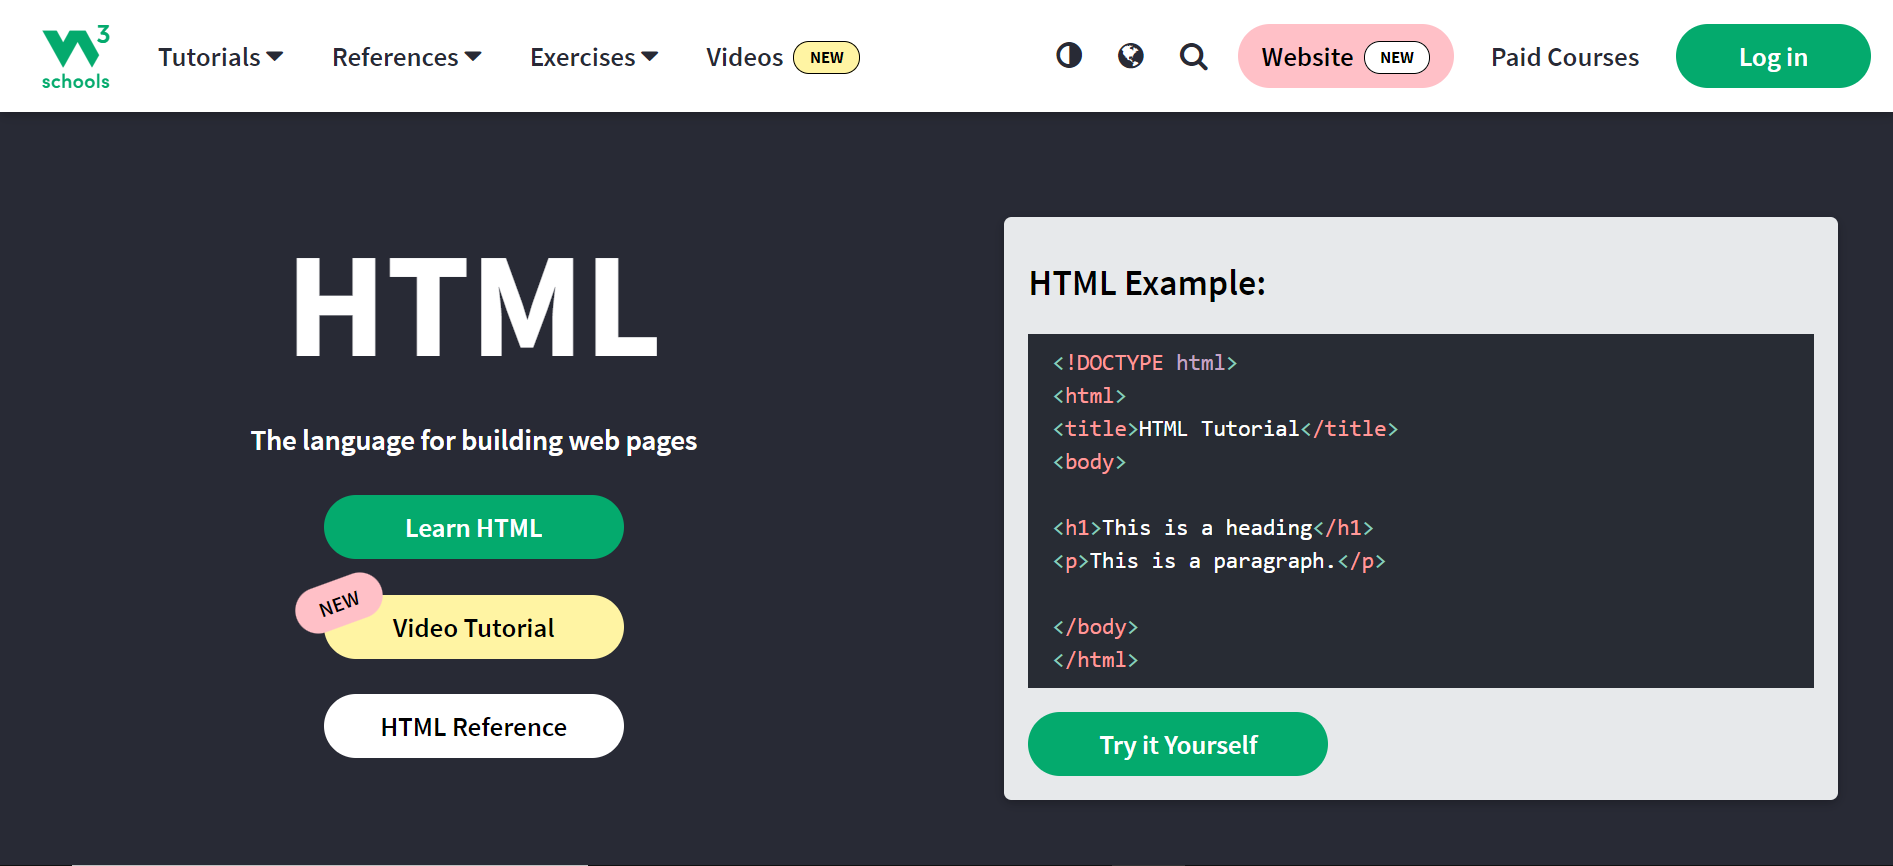 3
schools
Tutorials References Exercises Videos NEW Website NEW Paid Courses Log in
HTML
The language for building web pages
Learn HTML
NEW
Video Tutorial
HTML Reference
HTML Example:
<!DOCTYPE html>
<html>
<title>HTML Tutorial</title>
<body>
<h1>This is a heading</h1>
<p>This is a paragraph.</p>
</body>
</html>
Try it Yourself